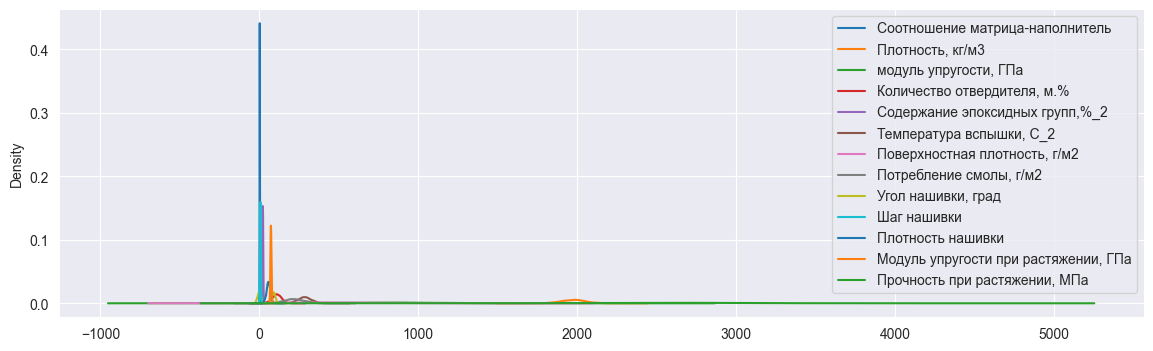 Соотношение матрица-наполнитель
Плотность, кг/м3
модуль упругости, ГПа
Количество отвердителя, м.%
Содержание эпоксидных групп,%_2
Температура вспышки, С_2
Поверхностная плотность, г/м2
Потребление смолы, г/м2
Угол нашивки, град
Шаг нашивки
Плотность нашивки
Модуль упругости при растяжении, ГПа
Прочность при растяжении, МПа
Density
0.4
0.3
0.2
0.1
0.0
−1000 0 1000 2000 3000 4000 5000